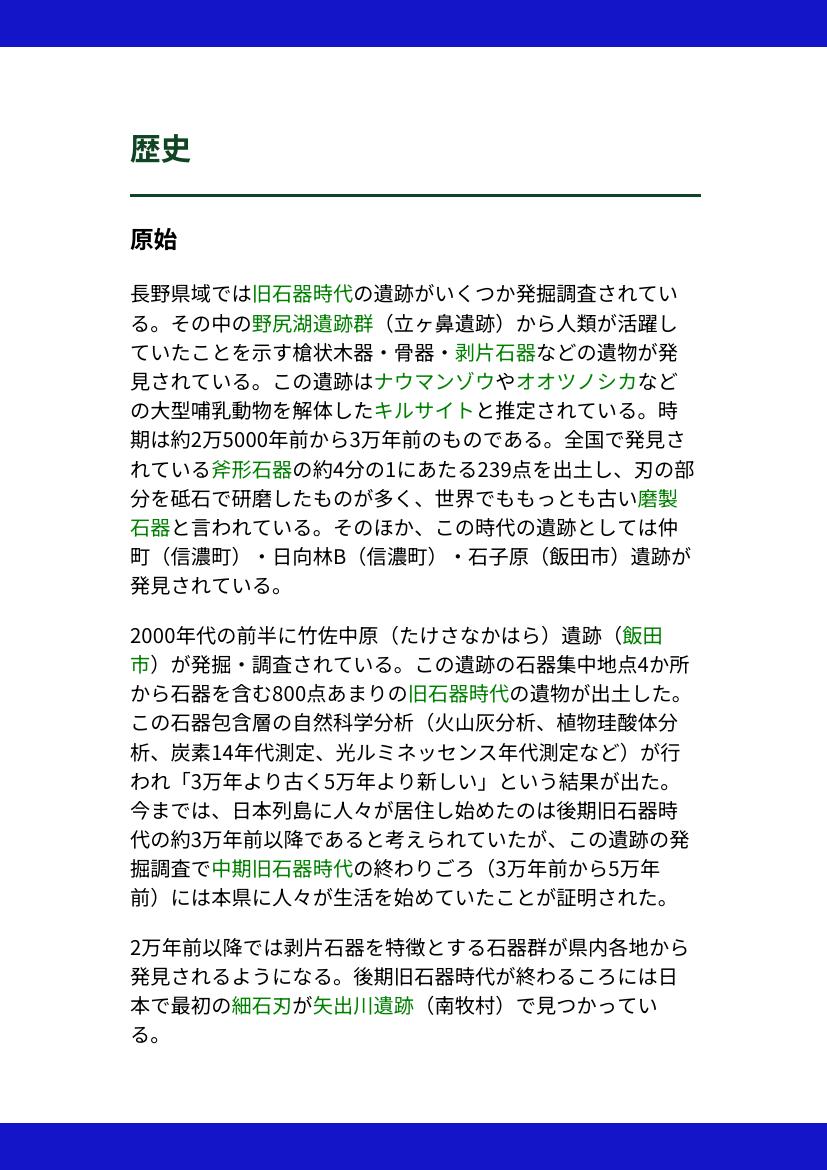 歴史
原始
長野県域では旧石器時代の遺跡がいくつか発掘調査されてい
る。その中の野尻湖遺跡群（立ヶ鼻遺跡）から人類が活躍し
ていたことを示す槍状木器・骨器・剥片石器などの遺物が発
見されている。この遺跡はナウマンゾウやオオツノシカなど
の大型哺乳動物を解体したキルサイトと推定されている。時
期は約2万5000年前から3万年前のものである。全国で発見さ
れている斧形石器の約4分の1にあたる239点を出土し、刃の部
分を砥石で研磨したものが多く、世界でももっとも古い磨製
石器と言われている。そのほか、この時代の遺跡としては仲
町（信濃町）・日向林B（信濃町）・石子原（飯田市）遺跡が
発見されている。
2000年代の前半に竹佐中原（たけさなかはら）遺跡（飯田
市）が発掘・調査されている。この遺跡の石器集中地点4か所
から石器を含む800点あまりの旧石器時代の遺物が出土した。
この石器包含層の自然科学分析（火山灰分析、植物珪酸体分
析、炭素14年代測定、光ルミネッセンス年代測定など）が行
われ「3万年より古く5万年より新しい」という結果が出た。
今までは、日本列島に人々が居住し始めたのは後期旧石器時
代の約3万年前以降であると考えられていたが、この遺跡の発
掘調査で中期旧石器時代の終わりごろ（3万年前から5万年
前）には本県に人々が生活を始めていたことが証明された。
2万年前以降では剥片石器を特徴とする石器群が県内各地から
発見されるようになる。後期旧石器時代が終わるころには日
本で最初の細石刃が矢出川遺跡（南牧村）で見つかってい
る。